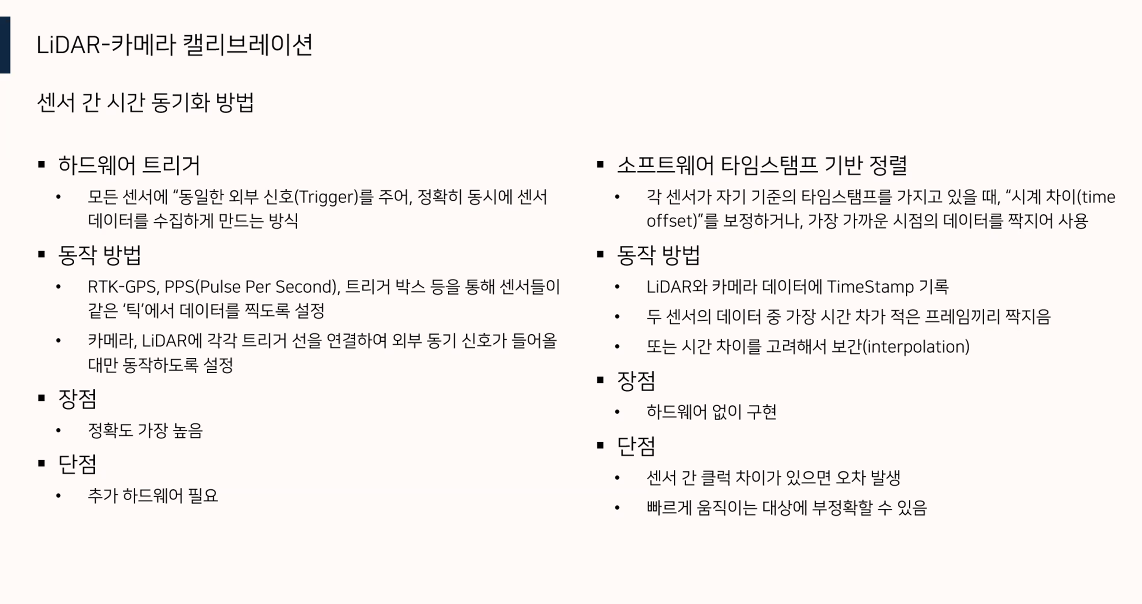 LiDAR-카메라 캘리브레이션
센서 간 시간 동기화 방법
▪ 하드웨어 트리거
• 모든 센서에 “동일한 외부 신호(Trigger)를 주어, 정확히 동시에 센서
데이터를 수집하게 만드는 방식
▪ 동작 방법
• RTK-GPS, PPS(Pulse Per Second), 트리거 박스 등을 통해 센서들이
같은 ‘틱’에서 데이터를 찍도록 설정
• 카메라, LiDAR에 각각 트리거 선을 연결하여 외부 동기 신호가 들어올
대만 동작하도록 설정
▪ 장점
• 정확도 가장 높음
▪ 단점
• 추가 하드웨어 필요
▪ 소프트웨어 타임스탬프 기반 정렬
• 각 센서가 자기 기준의 타임스탬프를 가지고 있을 때, “시계 차이(time
offset)”를 보정하거나, 가장 가까운 시점의 데이터를 짝지어 사용
▪ 동작 방법
• LiDAR와 카메라 데이터에 TimeStamp 기록
• 두 센서의 데이터 중 가장 시간 차가 적은 프레임끼리 짝지음
• 또는 시간 차이를 고려해서 보간(interpolation)
▪ 장점
• 하드웨어 없이 구현
▪ 단점
• 센서 간 클럭 차이가 있으면 오차 발생
• 빠르게 움직이는 대상에 부정확할 수 있음